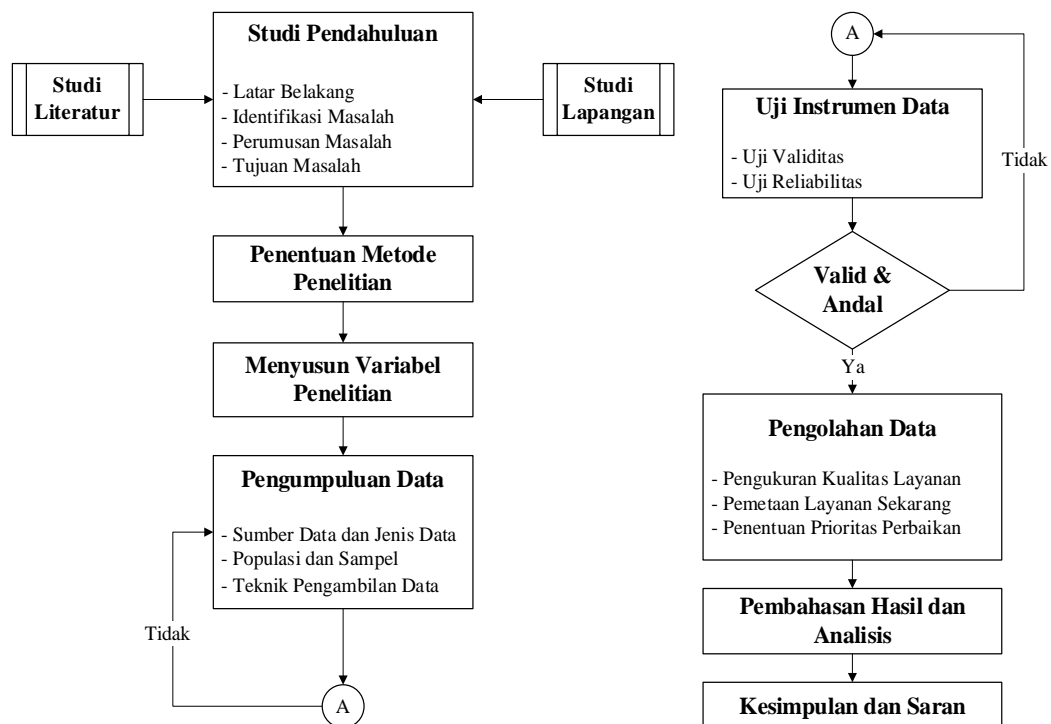 Studi Pendahuluan
- Latar Belakang
- Identifikasi Masalah
- Perumusan Masalah
- Tujuan Masalah
Studi
Literatur
Studi
Lapangan
Penentuan Metode
Penelitian
Menyusun Variabel
Penelitian
Pengumpuluan Data
- Sumber Data dan Jenis Data
- Populasi dan Sampel
- Teknik Pengambilan Data
Tidak
A
A
Uji Instrumen Data
- Uji Validitas
- Uji Reliabilitas
Tidak
Valid &
Andal
Ya
Pengolahan Data
- Pengukuran Kualitas Layanan
- Pemetaan Layanan Sekarang
- Penentuan Prioritas Perbaikan
Pembahasan Hasil dan
Analisis
Kesimpulan dan Saran